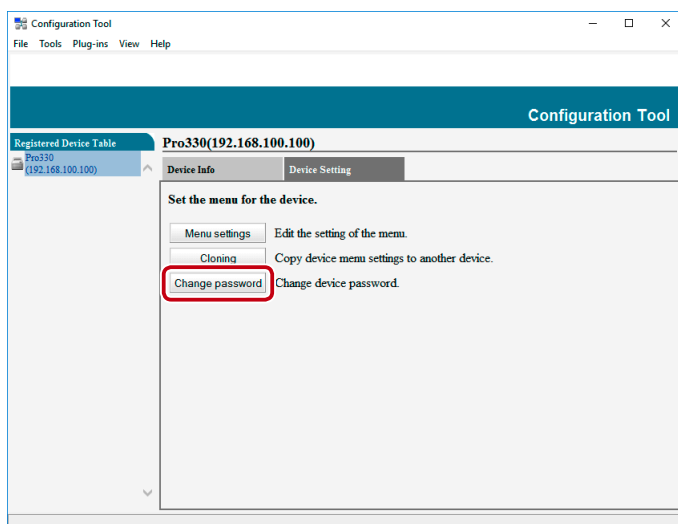 Configuration Tool
File Tools Plug-ins View Help
Configuration Tool
Registered Device Table
Pro330
(192.168.100.100)
Pro330(192.168.100.100)
Device Info Device Setting
Set the menu for the device.
Menu settings Edit the setting of the menu.
Cloning Copy device menu settings to another device.
Change password Change device password.